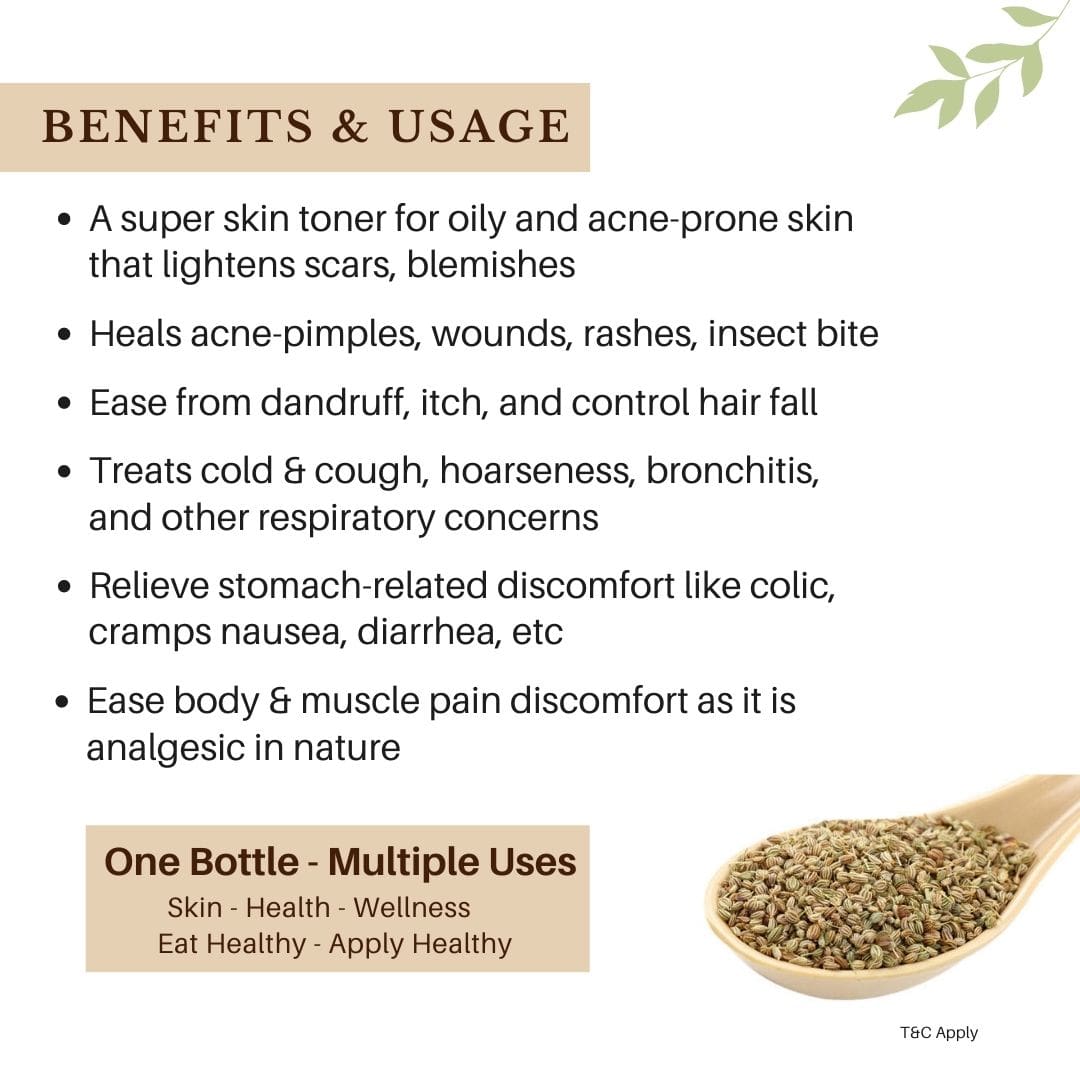 BENEFITS & USAGE
• A super skin toner for oily and acne-prone skin
that lightens scars, blemishes
• Heals acne-pimples, wounds, rashes, insect bite
• Ease from dandruff, itch, and control hair fall
• Treats cold & cough, hoarseness, bronchitis,
and other respiratory concerns
• Relieve stomach-related discomfort like colic,
cramps nausea, diarrhea, etc
• Ease body & muscle pain discomfort as it is
analgesic in nature
One Bottle - Multiple Uses
Skin - Health - Wellness
Eat Healthy - Apply Healthy
T&C Apply